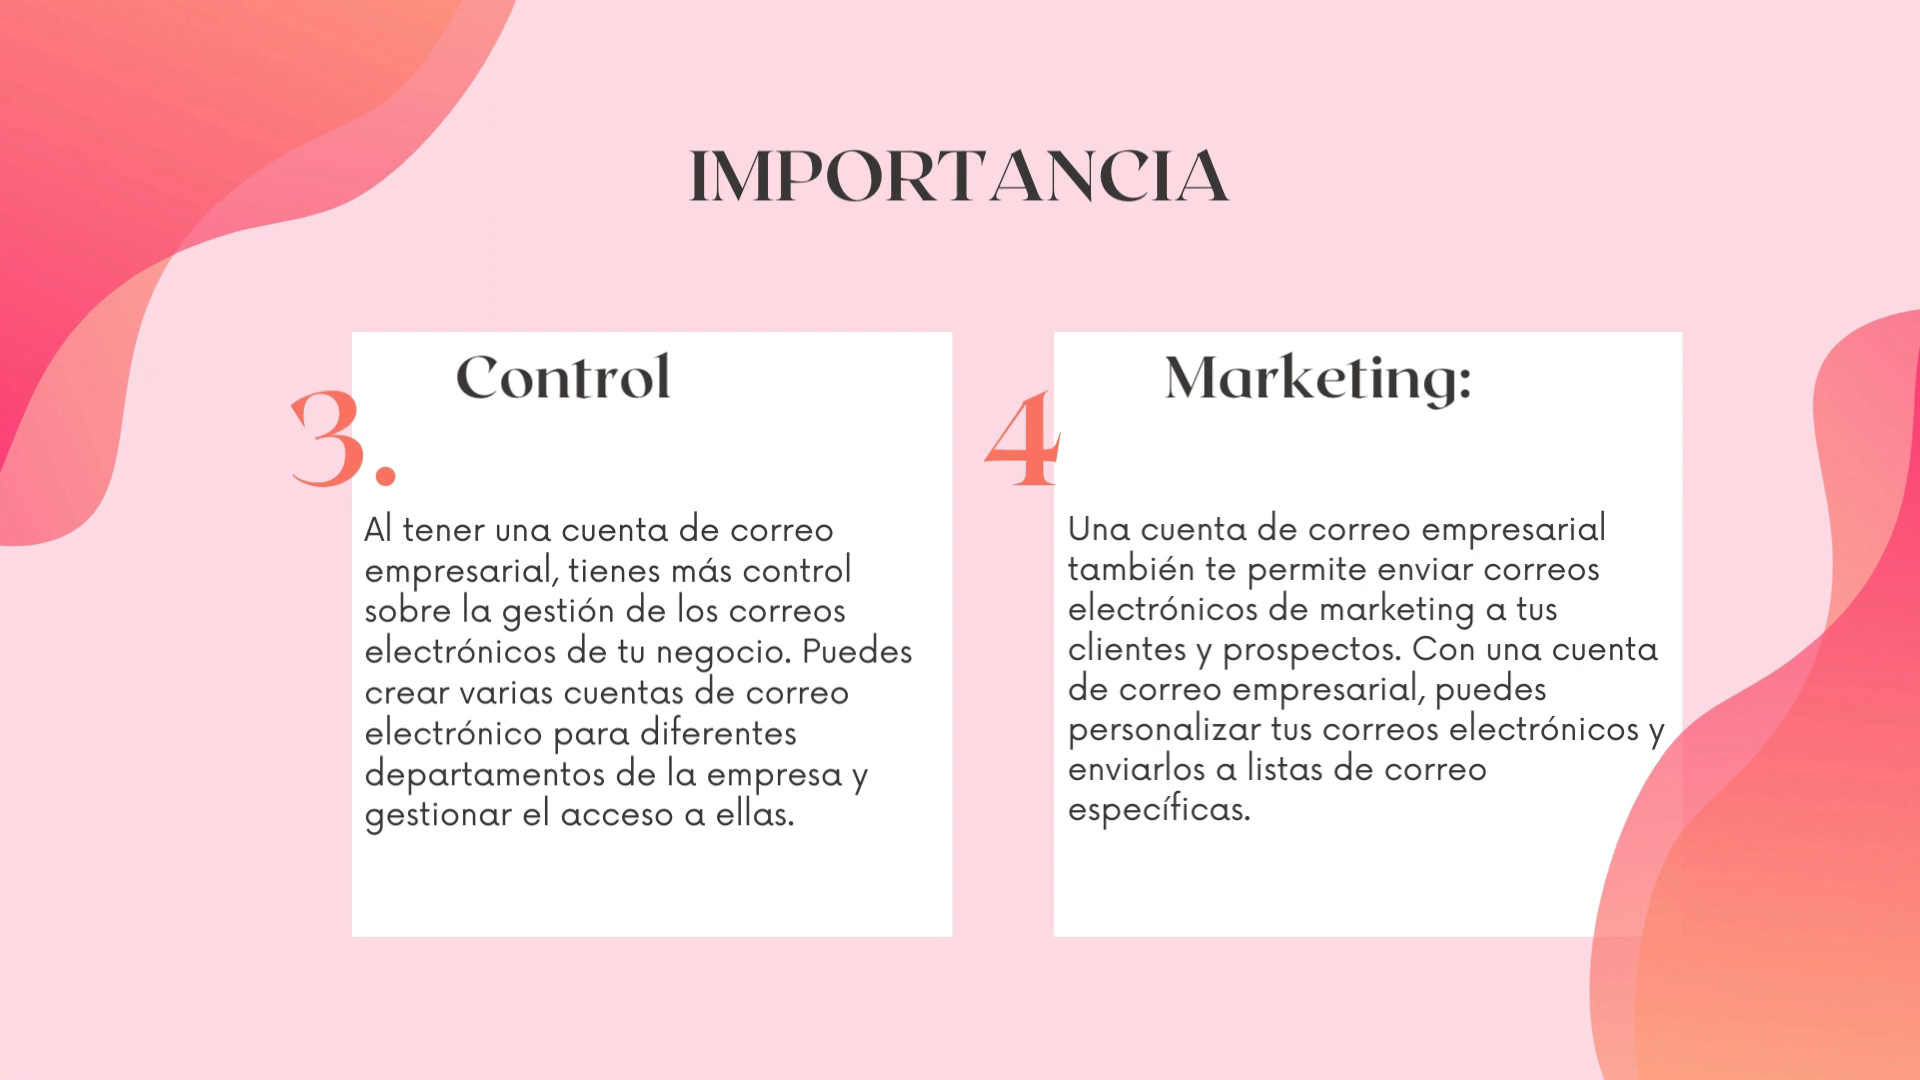 IMPORTANCIA
3.
Control
Al tener una cuenta de correo
empresarial, tienes más control
sobre la gestión de los correos
electrónicos de tu negocio. Puedes
crear varias cuentas de correo
electrónico para diferentes
departamentos de la empresa y
gestionar el acceso a ellas.
4
Marketing:
Una cuenta de correo empresarial
también te permite enviar correos
electrónicos de marketing a tus
clientes y prospectos. Con una cuenta
de correo empresarial, puedes
personalizar tus correos electrónicos y
enviarlos a listas de correo
específicas.